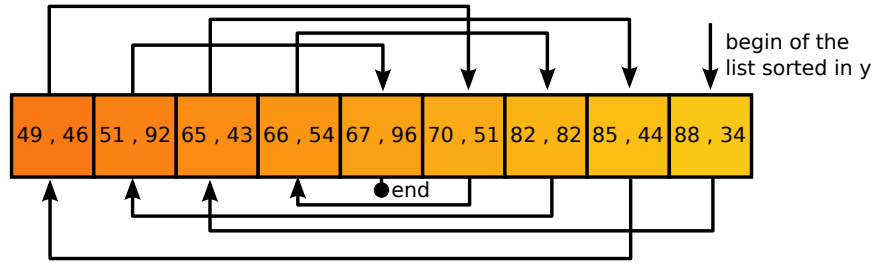 begin of the
list sorted in y
49 , 46 51 , 92 65 , 43 66 , 54 67 , 96 70 , 51 82 , 82 85 , 44 88 , 34
end